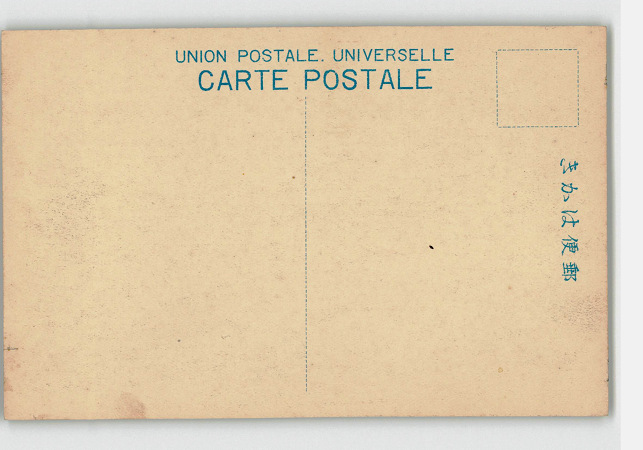 UNION POSTALE. UNIVERSELLE
CARTE POSTALE
郵便はかき